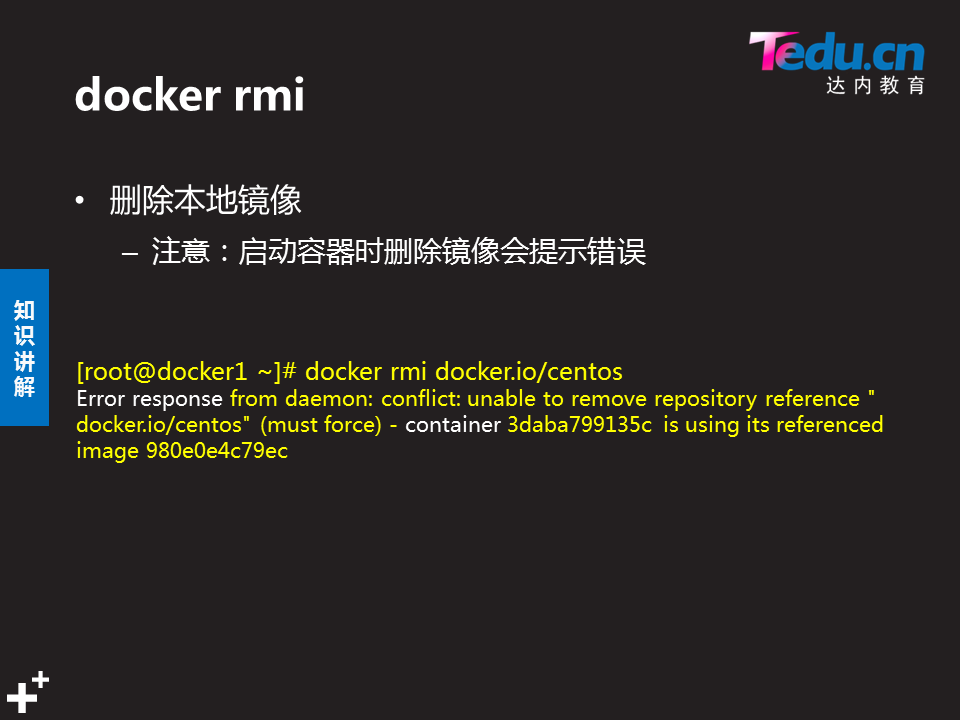 Tedu.cn
达内教育
docker rmi
• 删除本地镜像
– 注意：启动容器时删除镜像会提示错误
知
识
讲
解
[root@docker1 ~]# docker rmi docker.io/centos
Error response from daemon: conflict: unable to remove repository reference "
docker.io/centos" (must force) - container 3daba799135c is using its referenced
image 980e0e4c79ec